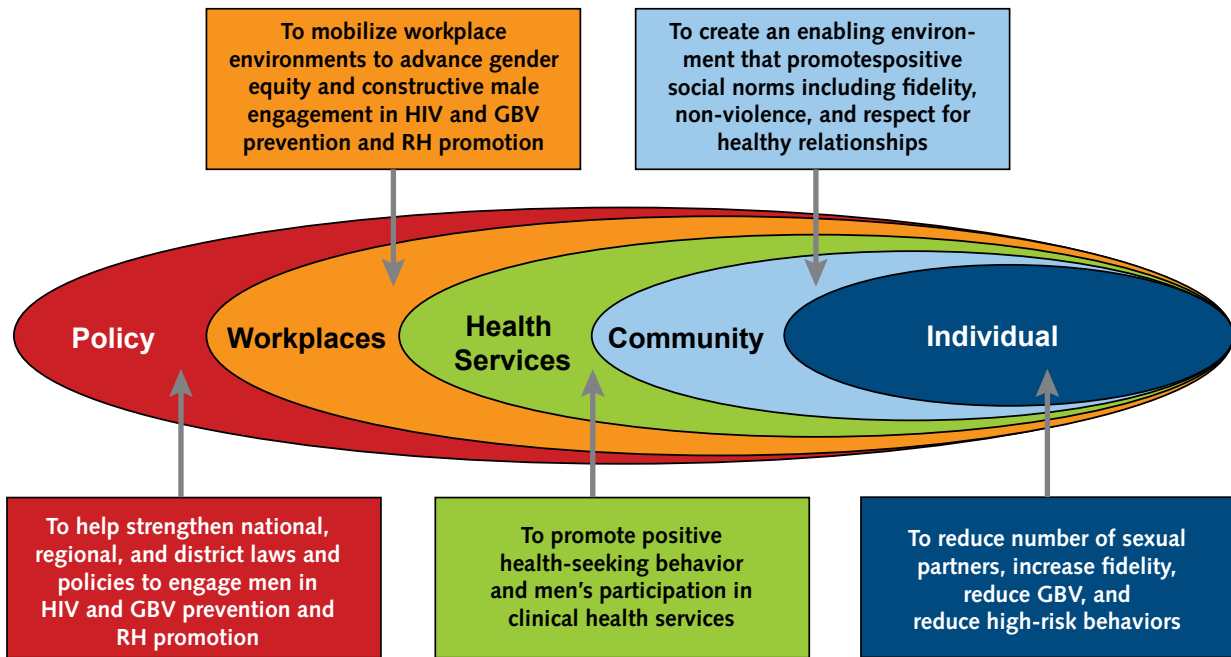 To mobilize workplace
environments to advance gender
equity and constructive male
engagement in HIV and GBV
prevention and RH promotion
To create an enabling environ-
ment that promotespositive
social norms including fidelity,
non-violence, and respect for
healthy relationships
Policy
Workplaces
Health
Services
Community
Individual
To help strengthen national,
regional, and district laws and
policies to engage men in
HIV and GBV prevention and
RH promotion
To promote positive
health-seeking behavior
and men’s participation in
clinical health services
To reduce number of sexual
partners, increase fidelity,
reduce GBV, and
reduce high-risk behaviors